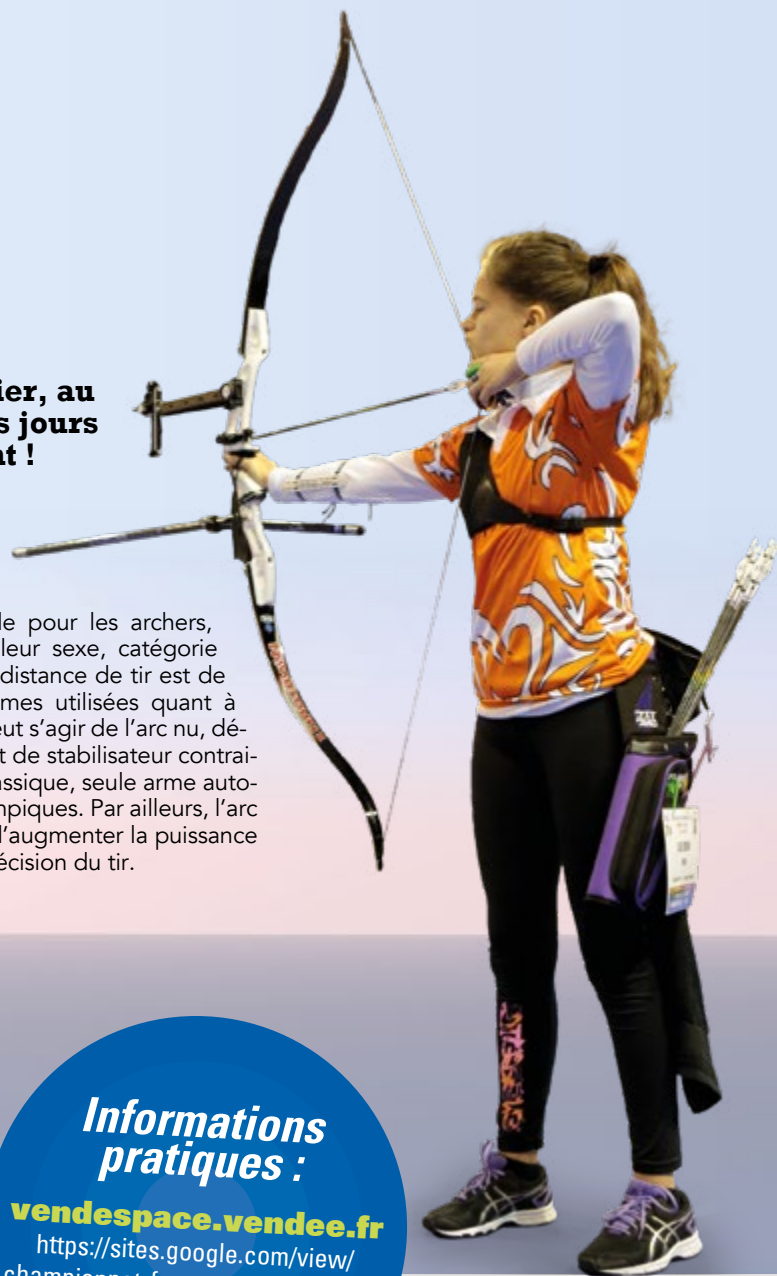 ier, au
s jours
t !
le pour les archers,
leur sexe, catégorie
distance de tir est de
mes utilisées quant à
eut s'agir de l'arc nu, dé-
t de stabilisateur contrai-
assique, seule arme auto-
mpiques. Par ailleurs, l'arc
d'augmenter la puissance
écision du tir.
Informations
pratiques :
vendespace.vendee.fr
https://sites.google.com/view/